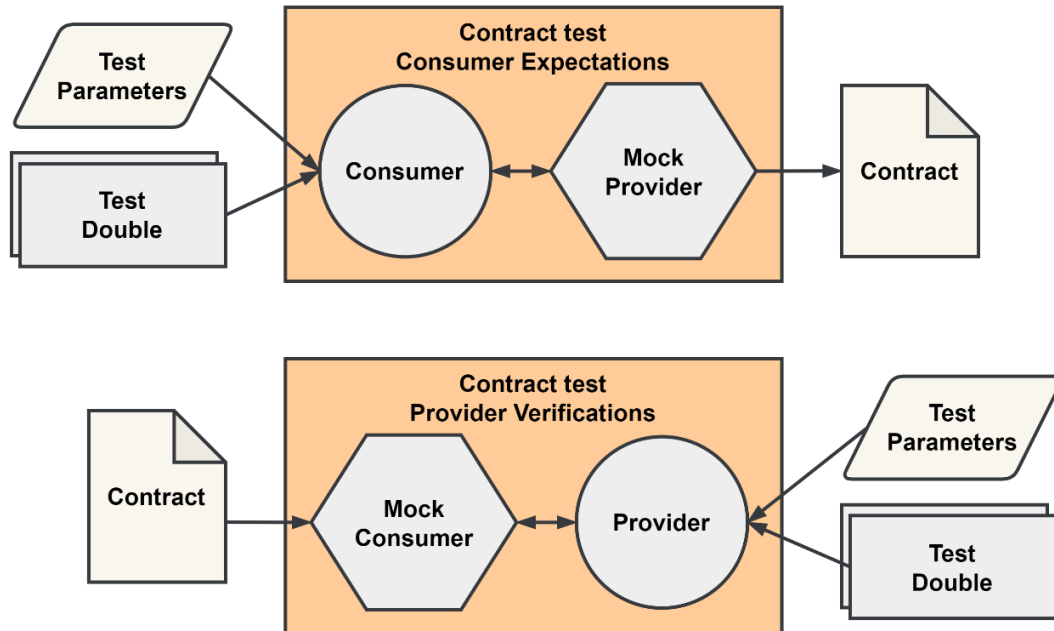 Test
Parameters
Contract test
Consumer Expectations
Consumer
Mock
Provider
Contract
Test
Double
Contract test
Provider Verifications
Contract
Mock
Consumer
Provider
Test
Parameters
Test
Double